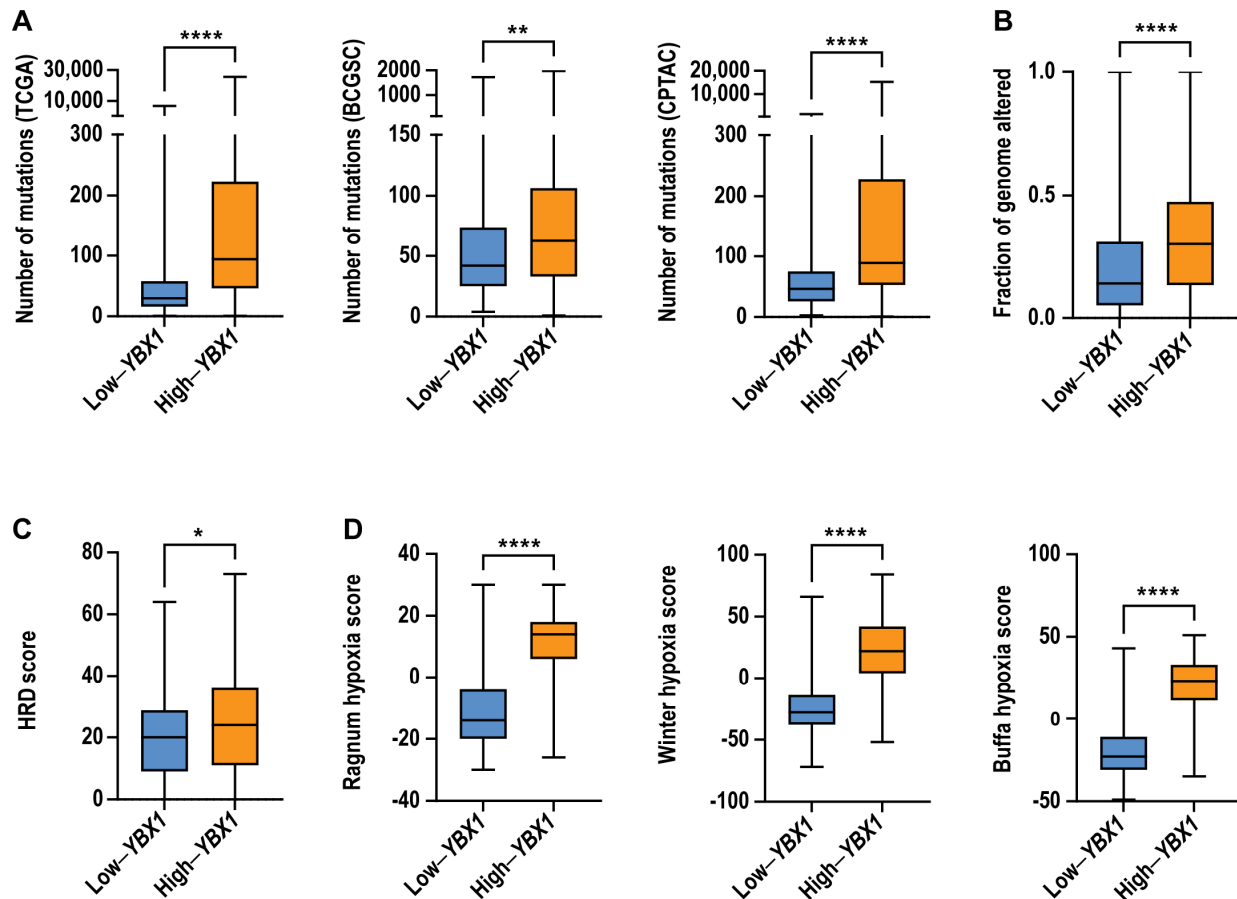 A
Number of mutations (TCGA)
30,000
10,000
300
200
100
0
****
Low–YBX1
High–YBX1
Number of mutations (BCGSC)
2000
1000
150
100
50
0
**
Low–YBX1
High–YBX1
Number of mutations (CPTAC)
20,000
10,000
300
200
100
0
****
Low–YBX1
High–YBX1
B
Fraction of genome altered
1.0
0.5
0.0
****
Low–YBX1
High–YBX1
C
HRD score
80
60
40
20
0
*
Low–YBX1
High–YBX1
D
Ragnum hypoxia score
40
20
0
-20
-40
****
Low–YBX1
High–YBX1
Winter hypoxia score
100
50
0
-50
-100
****
Low–YBX1
High–YBX1
Buffa hypoxia score
100
50
0
-50
****
Low–YBX1
High–YBX1